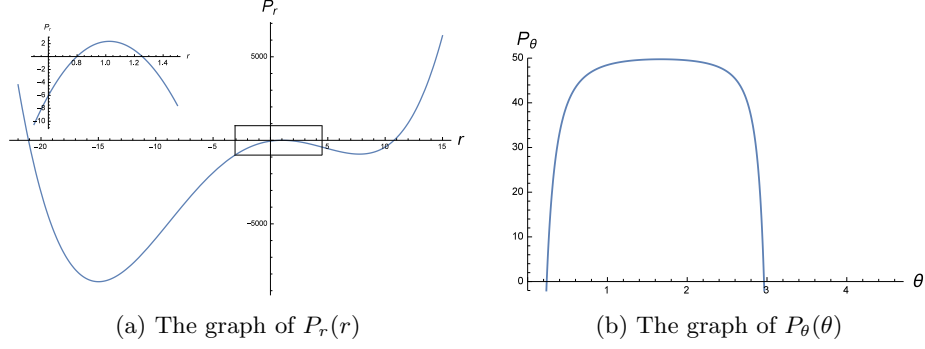 P_r
5000
−5000
−20 −15 −10 −5 5 10 15 r
P_r
2
−2
−4
−6
−8
−10
0.8 1.0 1.2 1.4 r
P_θ
50
40
30
20
10
0
1 2 3 4 θ
(a) The graph of P_r(r)
(b) The graph of P_θ(θ)